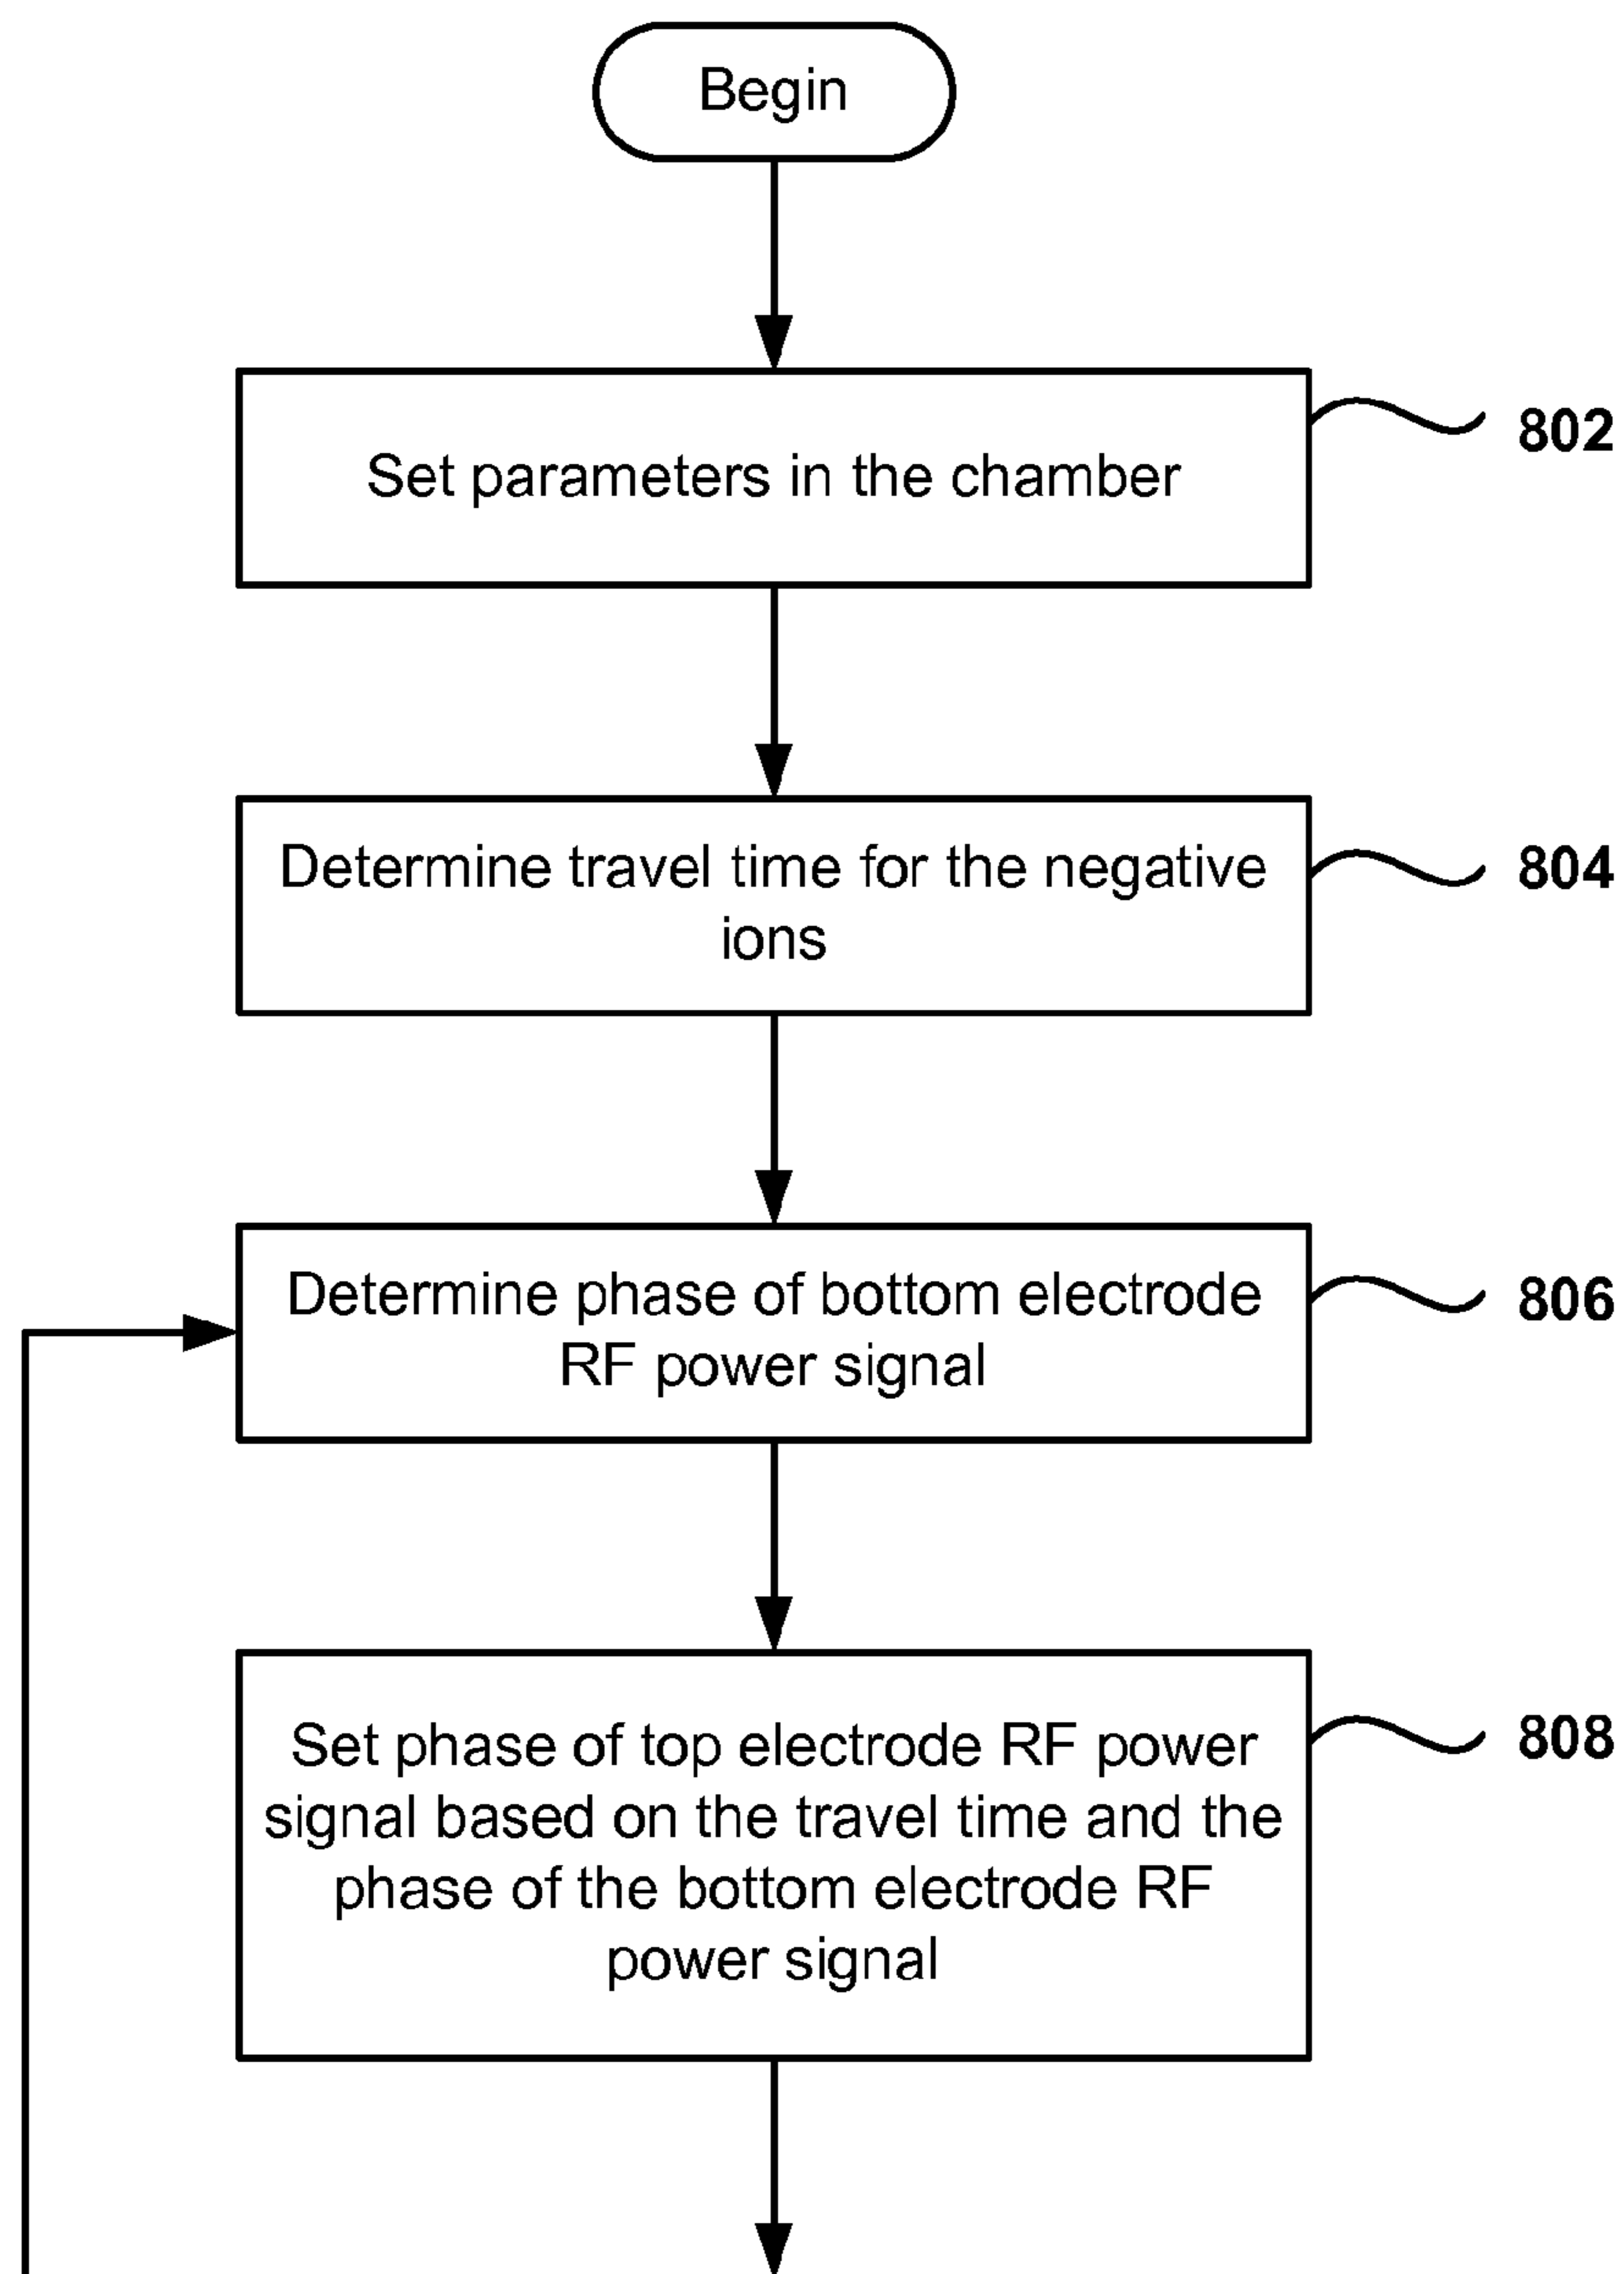 Begin
Set parameters in the chamber
802
Determine travel time for the negative
ions
804
Determine phase of bottom electrode
RF power signal
806
Set phase of top electrode RF power
signal based on the travel time and the
phase of the bottom electrode RF
power signal
808